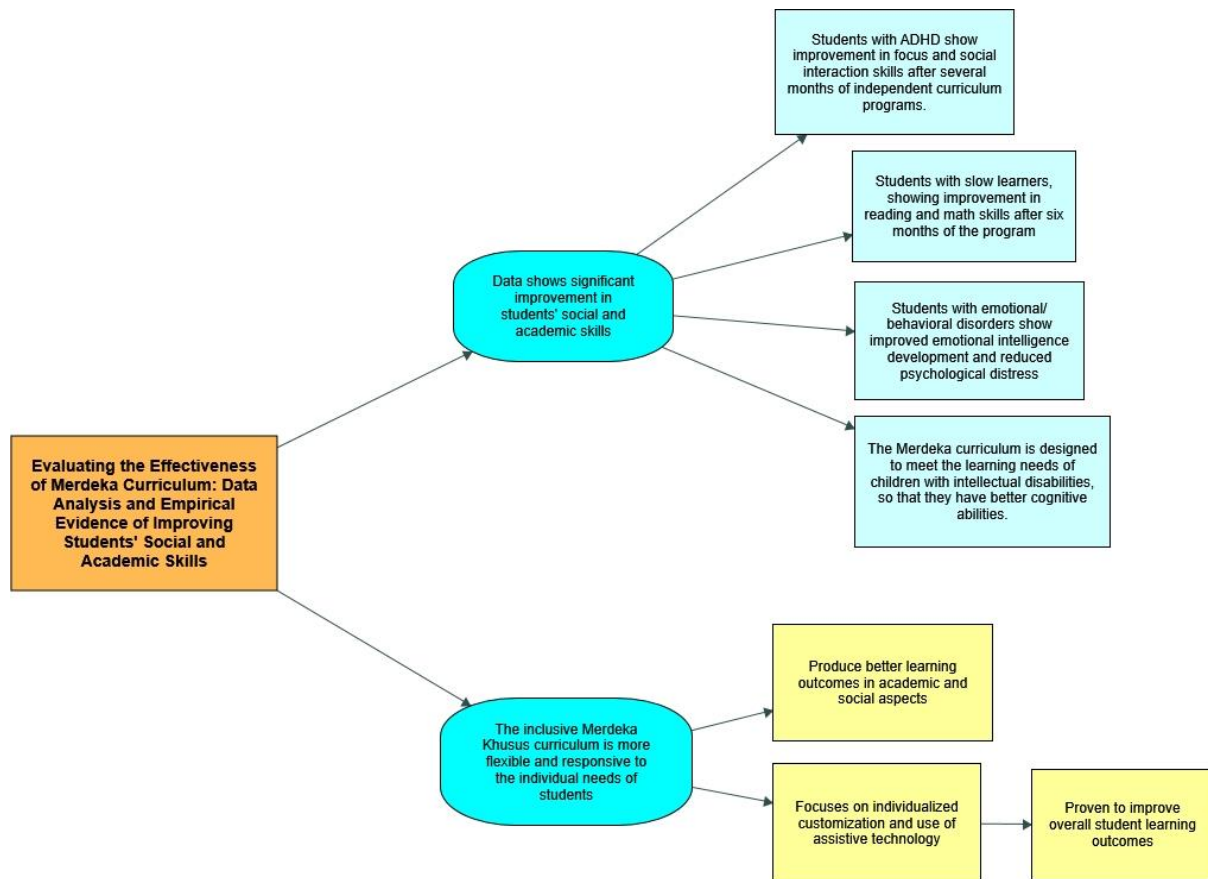 Students with ADHD show
improvement in focus and social
interaction skills after several
months of independent curriculum
programs.
Students with slow learners,
showing improvement in
reading and math skills after six
months of the program
Data shows significant
improvement in
students' social and
academic skills
Students with emotional/
behavioral disorders show
improved emotional intelligence
development and reduced
psychological distress
The Merdeka curriculum is designed
to meet the learning needs of
children with intellectual disabilities,
so that they have better cognitive
abilities.
Evaluating the Effectiveness
of Merdeka Curriculum: Data
Analysis and Empirical
Evidence of Improving
Students' Social and
Academic Skills
Produce better learning
outcomes in academic and
social aspects
The inclusive Merdeka
Khusus curriculum is more
flexible and responsive to
the individual needs of
students
Focuses on individualized
customization and use of
assistive technology
Proven to improve
overall student learning
outcomes